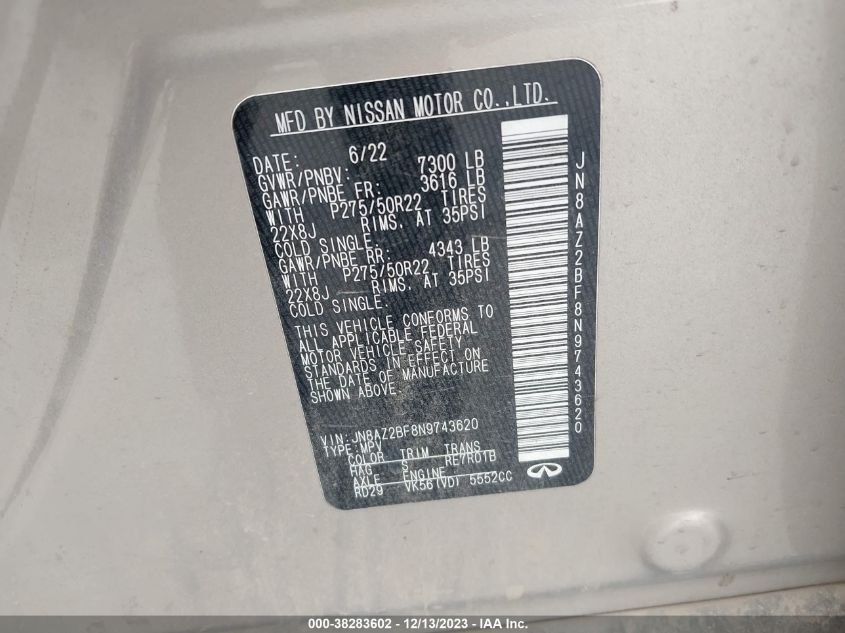 MFD BY NISSAN MOTOR CO.,LTD.
DATE: 6/22
GVWR/PNBV: 7300 LB
GAWR/PNBE FR: 3616 LB
WITH P275/50R22 TIRES
22X8J RIMS, AT 35PSI
COLD SINGLE.
GAWR/PNBE RR: 4343 LB
WITH P275/50R22 TIRES
22X8J RIMS, AT 35PSI
COLD SINGLE.
THIS VEHICLE CONFORMS TO
ALL APPLICABLE FEDERAL
MOTOR VEHICLE SAFETY
STANDARDS IN EFFECT ON
THE DATE OF MANUFACTURE
SHOWN ABOVE.
VIN:JN8AZ2BF8N9743620
TYPE:MPV
COLOR TRIM TRANS
HAG S RE7R01B
AXLE ENGINE
RD29 VK56(VD) 5552CC
JN8AZ2BF8N9743620
INFINITI
000-38283602 - 12/13/2023 - IAA Inc.